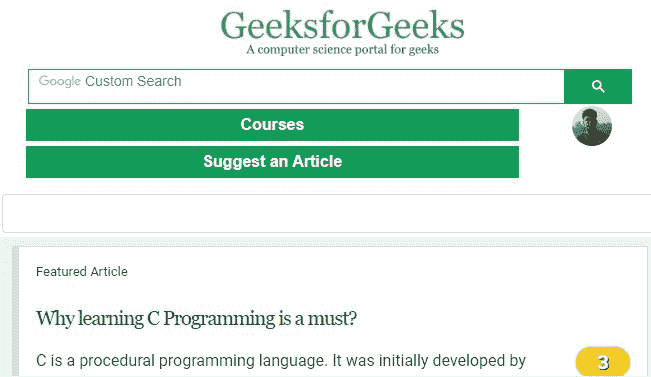 GeeksforGeeks
A computer science portal for geeks
Google Custom Search
Courses
Suggest an Article
Featured Article
Why learning C Programming is a must?
C is a procedural programming language. It was initially developed by
3